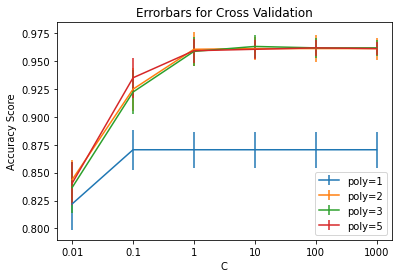 Errorbars for Cross Validation
Accuracy Score
0.975
0.950
0.925
0.900
0.875
0.850
0.825
0.800
0.01
0.1
1
10
100
1000
C
poly=1
poly=2
poly=3
poly=5